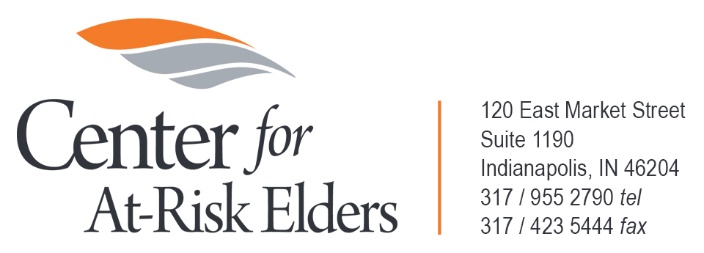 Center for
At-Risk Elders
120 East Market Street
Suite 1190
Indianapolis, IN 46204
317 / 955 2790 tel
317 / 423 5444 fax